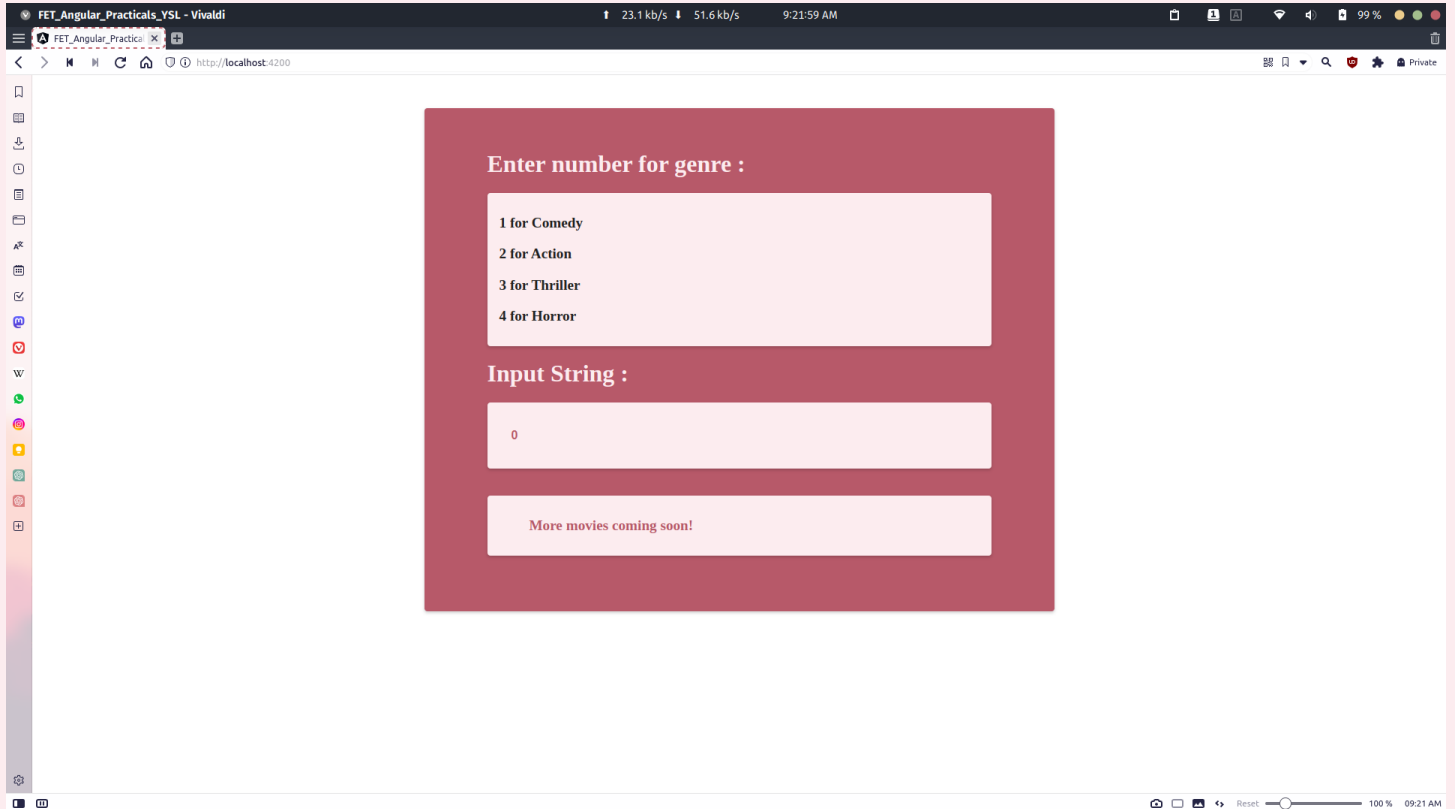 FET_Angular_Practicals_YSL - Vivaldi
23.1 kb/s 51.6 kb/s 9:21:59 AM
1 A 99 %
FET_Angular_Practical
http://localhost:4200
Private
Enter number for genre :
1 for Comedy
2 for Action
3 for Thriller
4 for Horror
Input String :
0
More movies coming soon!
W
Reset 100 % 09:21 AM